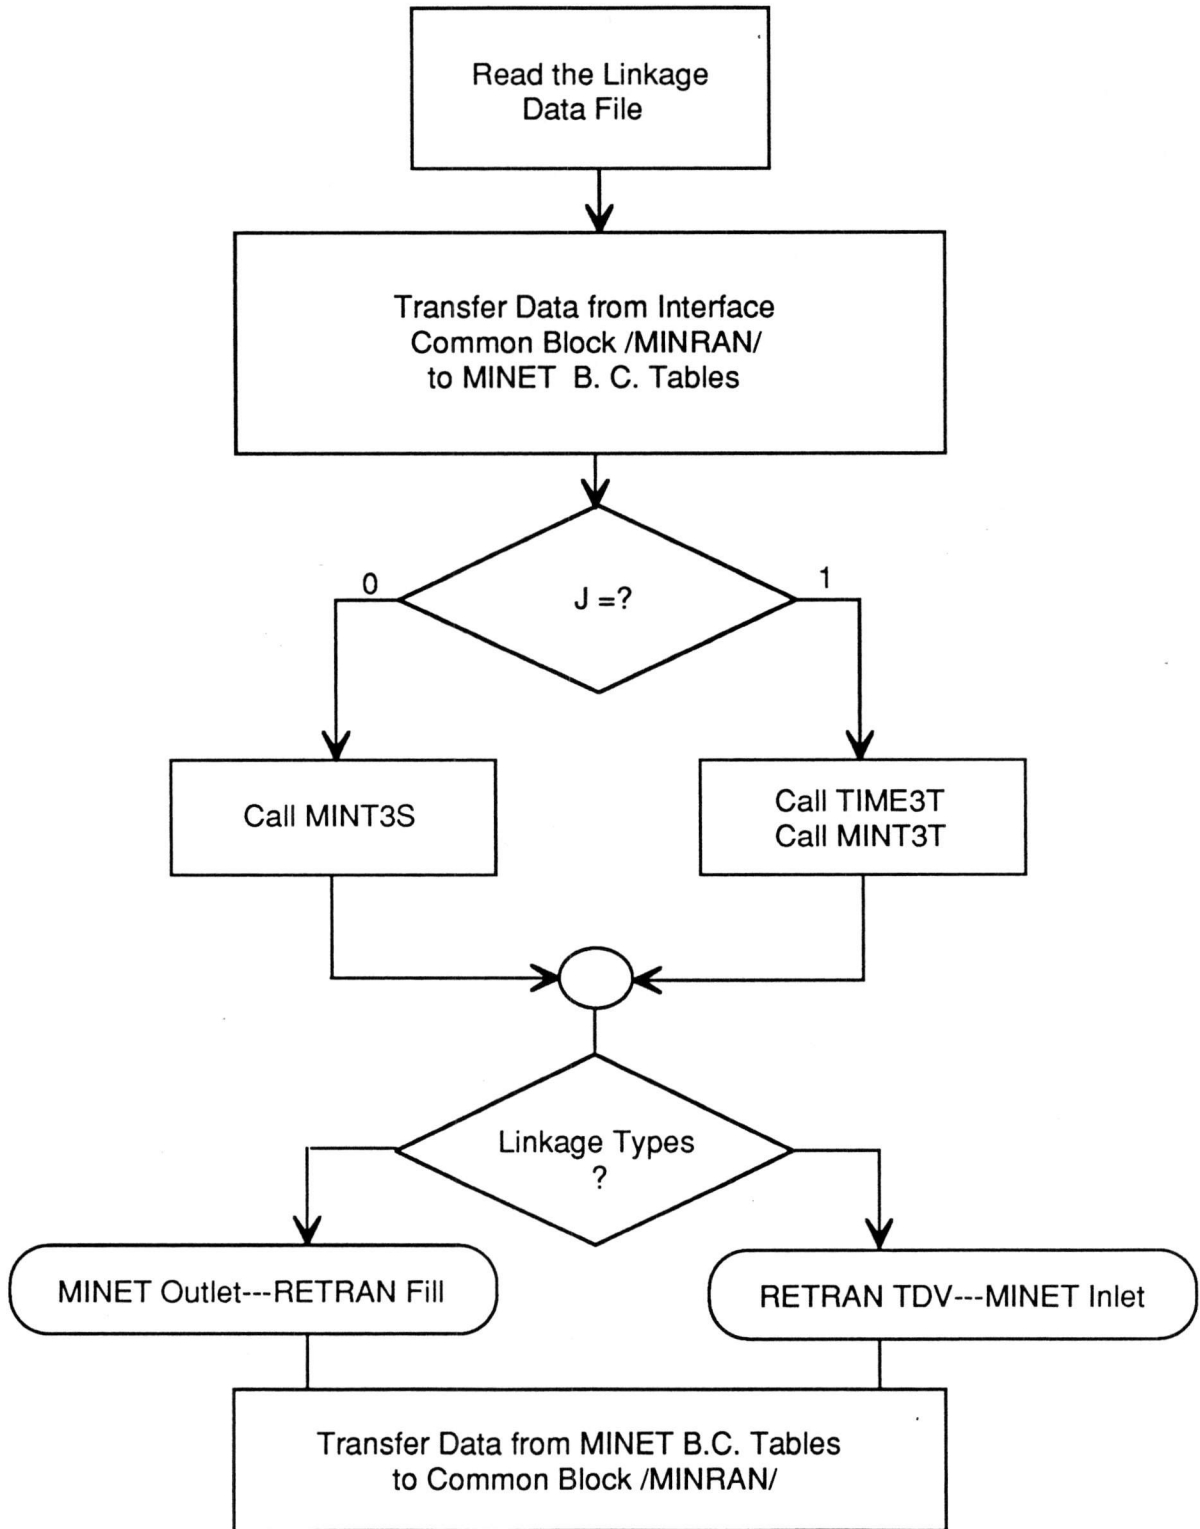 Read the Linkage
Data File
Transfer Data from Interface
Common Block /MINRAN/
to MINET B. C. Tables
0
J =?
1
Call MINT3S
Call TIME3T
Call MINT3T
Linkage Types
?
MINET Outlet---RETRAN Fill
RETRAN TDV---MINET Inlet
Transfer Data from MINET B.C. Tables
to Common Block /MINRAN/